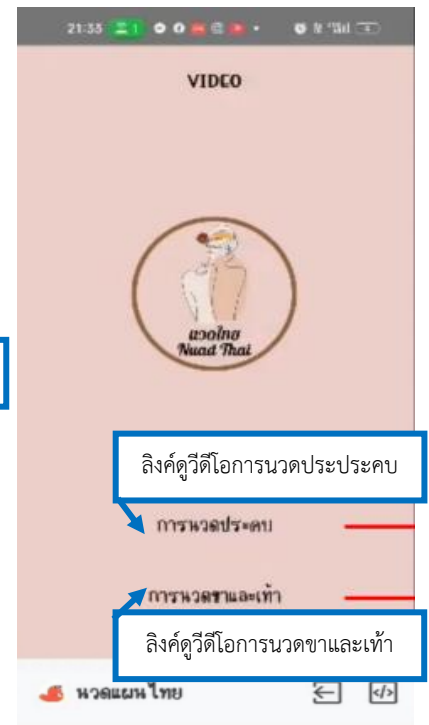 21:33
VIDEO
นวดไทย
Nuad Thai
ลิงค์ดูวีดีโอการนวดประประคบ
การนวดประคบ
การนวดขาและเท้า
ลิงค์ดูวีดีโอการนวดขาและเท้า
นวดแผนไทย